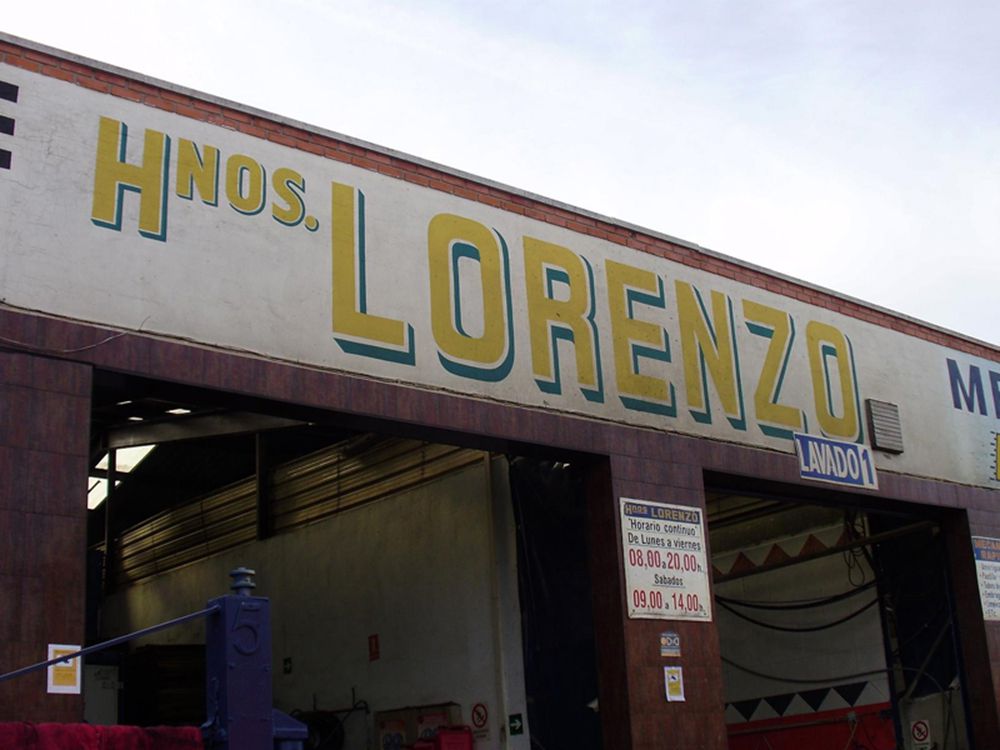 HNOS. LORENZO
LAVADO 1
HNOS LORENZO
"Horario continuo"
De Lunes a viernes
08,00 a 20,00 h.
Sabados
09,00 a 14,00 h.
5